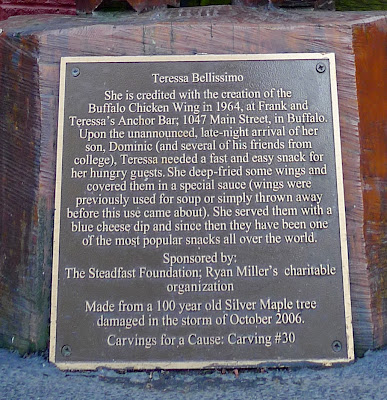 Teressa Bellissimo
She is credited with the creation of the
Buffalo Chicken Wing in 1964, at Frank and
Teressa's Anchor Bar; 1047 Main Street, in Buffalo.
Upon the unannounced, late-night arrival of her
son, Dominic (and several of his friends from
college), Teressa needed a fast and easy snack for
her hungry guests. She deep-fried some wings and
covered them in a special sauce (wings were
previously used for soup or simply thrown away
before this use came about). She served them with a
blue cheese dip and since then they have been one
of the most popular snacks all over the world.
Sponsored by:
The Steadfast Foundation; Ryan Miller's charitable
organization
Made from a 100 year old Silver Maple tree
damaged in the storm of October 2006.
Carvings for a Cause: Carving #30